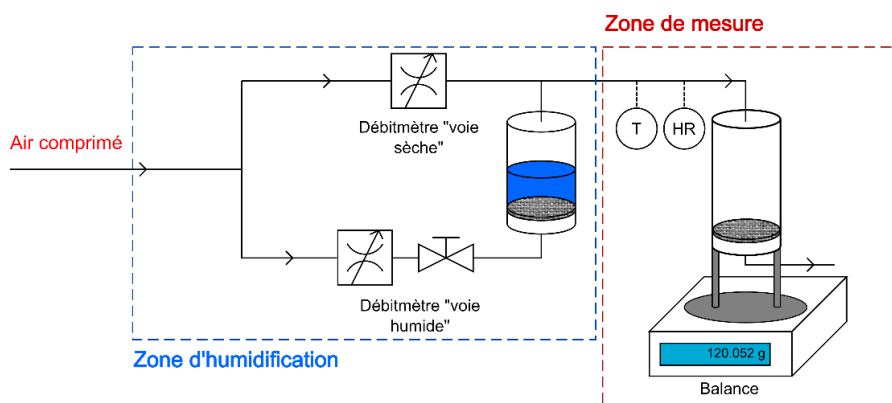 Zone de mesure
Air comprimé
Débitmètre "voie
sèche"
T
HR
Débitmètre "voie
humide"
Zone d'humidification
120.052 g
Balance